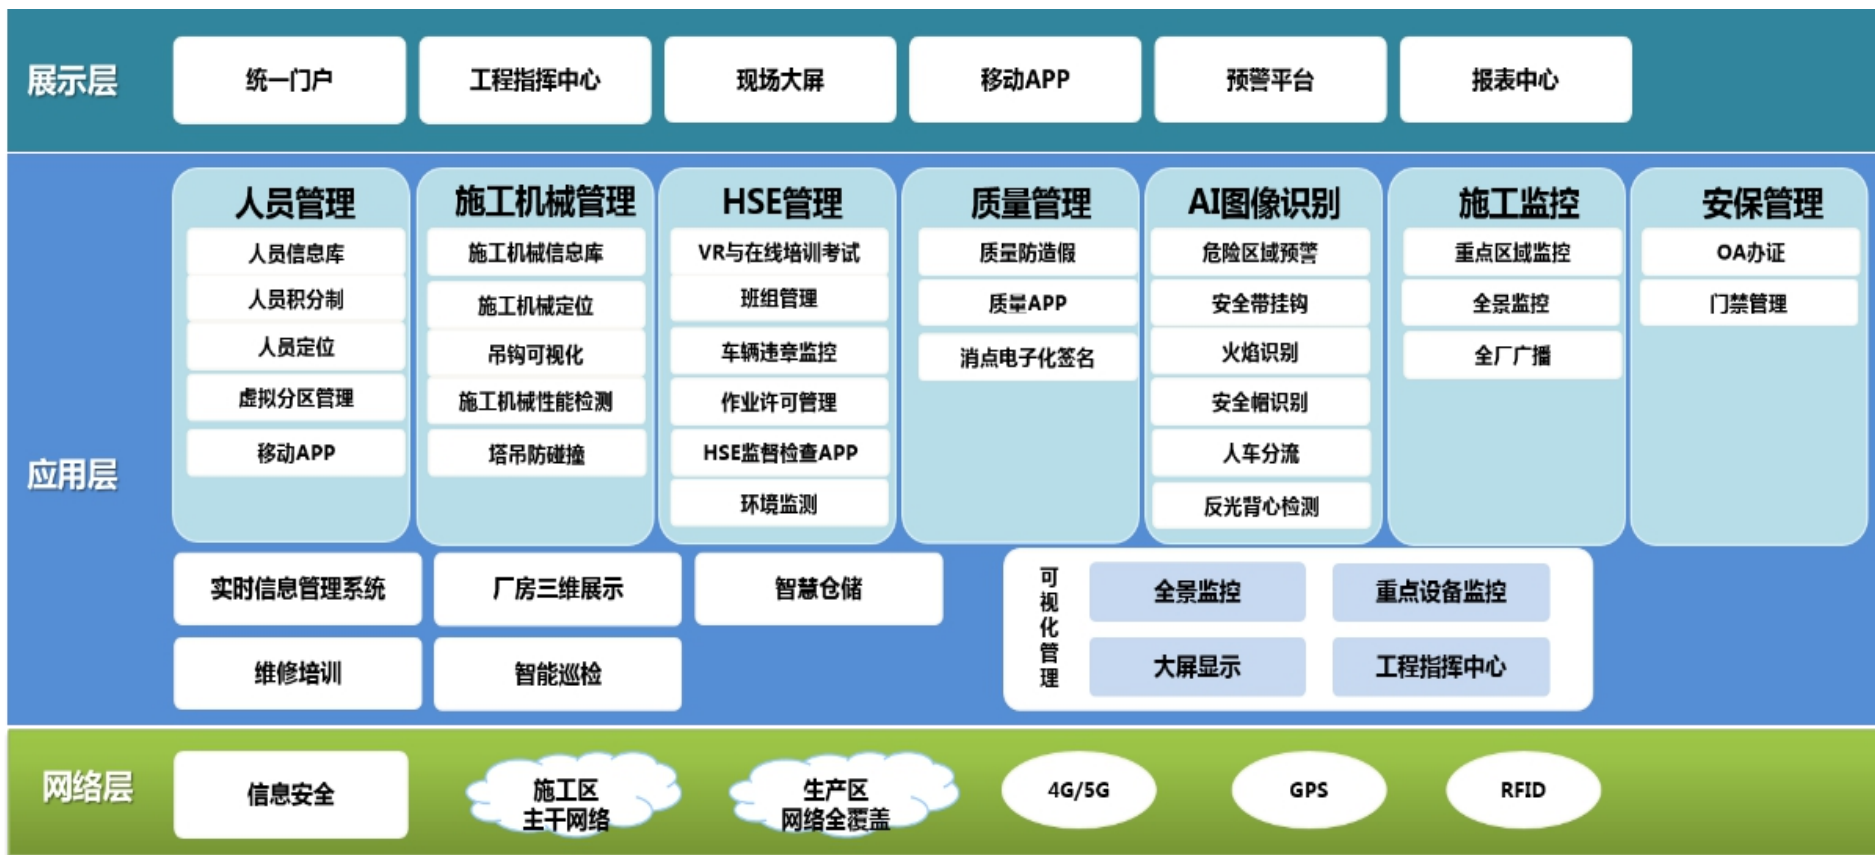 展示层
统一门户
工程指挥中心
现场大屏
移动APP
预警平台
报表中心
应用层
人员管理
人员信息库
人员积分制
人员定位
虚拟分区管理
移动APP
施工机械管理
施工机械信息库
施工机械定位
吊钩可视化
施工机械性能检测
塔吊防碰撞
HSE管理
VR与在线培训考试
班组管理
车辆违章监控
作业许可管理
HSE监督检查APP
环境监测
质量管理
质量防造假
质量APP
消点电子化签名
AI图像识别
危险区域预警
安全带挂钩
火焰识别
安全帽识别
人车分流
反光背心检测
施工监控
重点区域监控
全景监控
全厂广播
安保管理
OA办证
门禁管理
实时信息管理系统
厂房三维展示
智慧仓储
维修培训
智能巡检
可视化管理
全景监控
重点设备监控
大屏显示
工程指挥中心
网络层
信息安全
施工区
主干网络
生产区
网络全覆盖
4G/5G
GPS
RFID